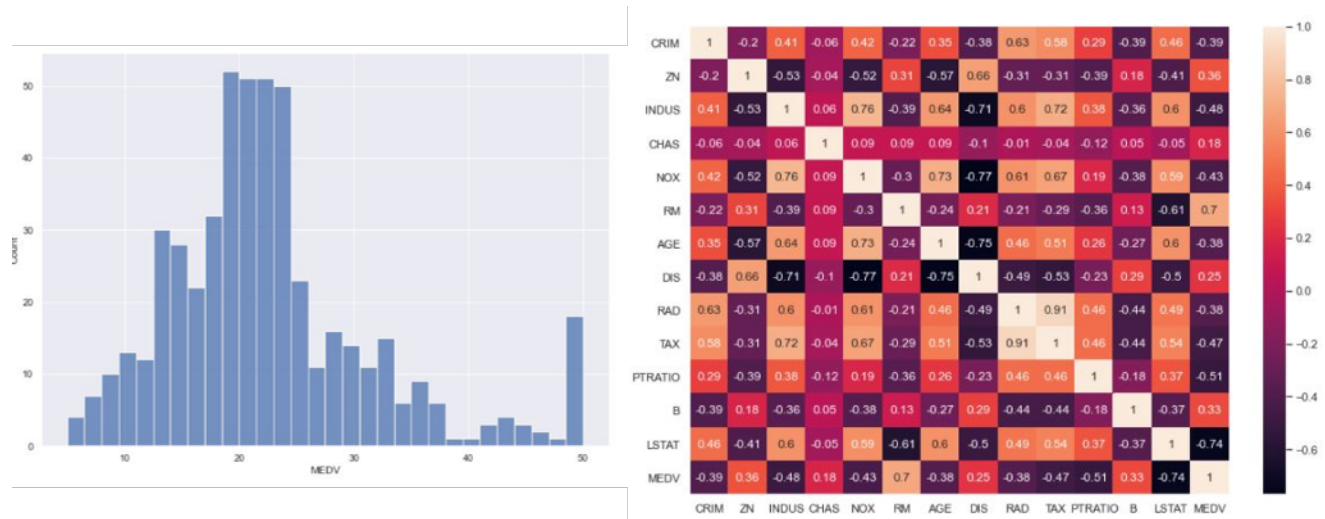 50
40
30
20
10
0
Count
10 20 30 40 50
MEDV
CRIM 1 -0.2 0.41 -0.06 0.42 -0.22 0.35 -0.38 0.63 0.58 0.29 -0.39 0.46 -0.39
ZN -0.2 1 -0.53 -0.04 -0.52 0.31 -0.57 0.66 -0.31 -0.31 -0.39 0.18 -0.41 0.36
INDUS 0.41 -0.53 1 0.06 0.76 -0.39 0.64 -0.71 0.6 0.72 0.38 -0.36 0.6 -0.48
CHAS -0.06 -0.04 0.06 1 0.09 0.09 0.09 -0.1 -0.01 -0.04 -0.12 0.05 -0.05 0.18
NOX 0.42 -0.52 0.76 0.09 1 -0.3 0.73 -0.77 0.61 0.67 0.19 -0.38 0.59 -0.43
RM -0.22 0.31 -0.39 0.09 -0.3 1 -0.24 0.21 -0.21 -0.29 -0.36 0.13 -0.61 0.7
AGE 0.35 -0.57 0.64 0.09 0.73 -0.24 1 -0.75 0.46 0.51 0.26 -0.27 0.6 -0.38
DIS -0.38 0.66 -0.71 -0.1 -0.77 0.21 -0.75 1 -0.49 -0.53 -0.23 0.29 -0.5 0.25
RAD 0.63 -0.31 0.6 -0.01 0.61 -0.21 0.46 -0.49 1 0.91 0.46 -0.44 0.49 -0.38
TAX 0.58 -0.31 0.72 -0.04 0.67 -0.29 0.51 -0.53 0.91 1 0.46 -0.44 0.54 -0.47
PTRATIO 0.29 -0.39 0.38 -0.12 0.19 -0.36 0.26 -0.23 0.46 0.46 1 -0.18 0.37 -0.51
B -0.39 0.18 -0.36 0.05 -0.38 0.13 -0.27 0.29 -0.44 -0.44 -0.18 1 -0.37 0.33
LSTAT 0.46 -0.41 0.6 -0.05 0.59 -0.61 0.6 -0.5 0.49 0.54 0.37 -0.37 1 -0.74
MEDV -0.39 0.36 -0.48 0.18 -0.43 0.7 -0.38 0.25 -0.38 -0.47 -0.51 0.33 -0.74 1
CRIM ZN INDUS CHAS NOX RM AGE DIS RAD TAX PTRATIO B LSTAT MEDV
1.0
0.8
0.6
0.4
0.2
0.0
-0.2
-0.4
-0.6